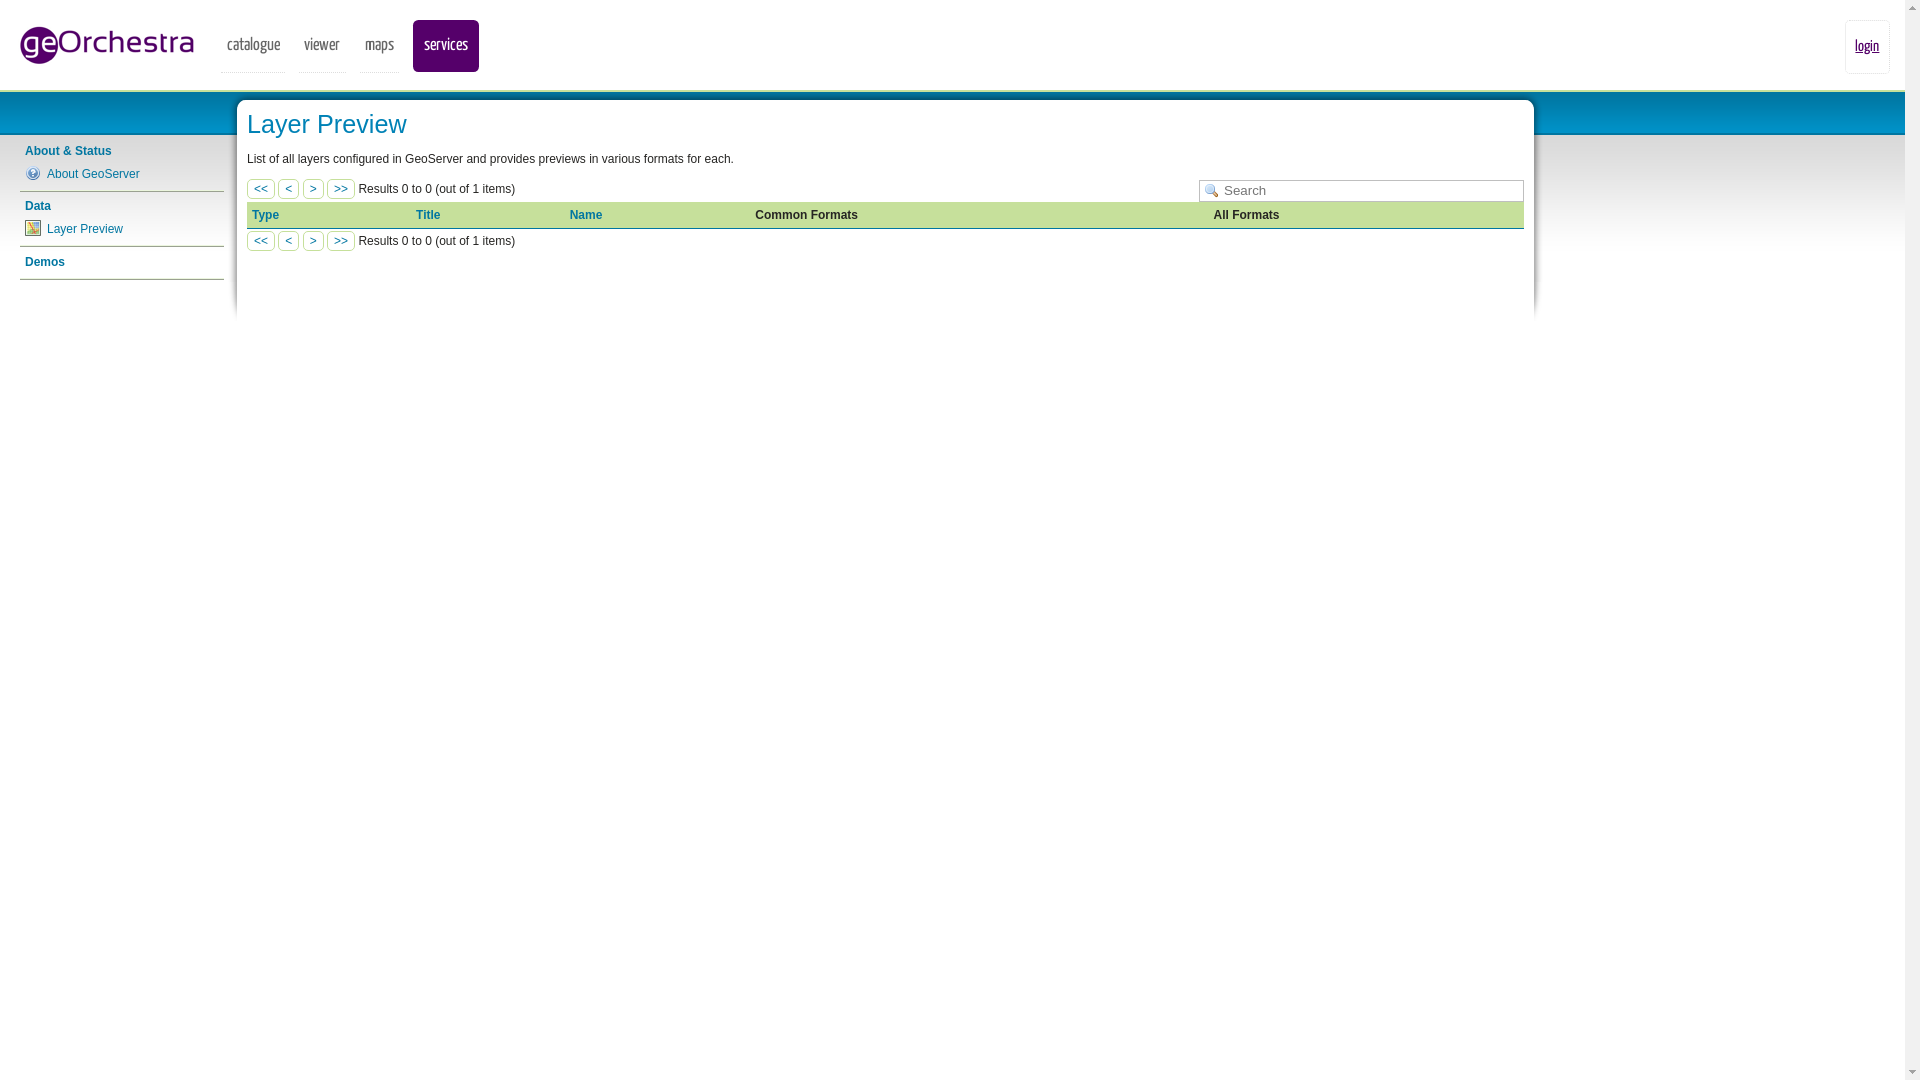 geOrchestra
catalogue viewer maps services
login
Layer Preview
About & Status
About GeoServer
Data
Layer Preview
Demos
List of all layers configured in GeoServer and provides previews in various formats for each.
<< < > >> Results 0 to 0 (out of 1 items)
Search
Type Title Name Common Formats All Formats
<< < > >> Results 0 to 0 (out of 1 items)